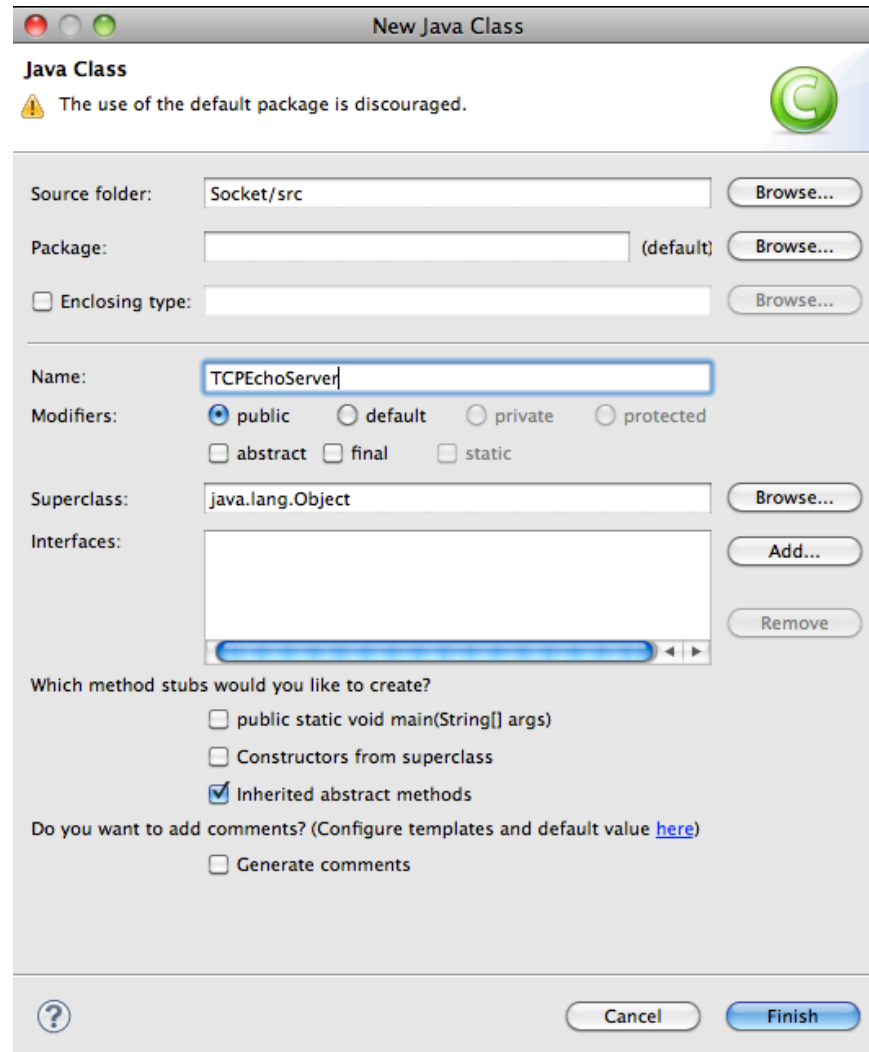 New Java Class
Java Class
The use of the default package is discouraged.
C
Source folder: Socket/src Browse...
Package: (default) Browse...
Enclosing type: Browse...
Name: TCPEchoServer
Modifiers: public default private protected
abstract final static
Superclass: java.lang.Object Browse...
Interfaces: Add...
Remove
Which method stubs would you like to create?
public static void main(String[] args)
Constructors from superclass
Inherited abstract methods
Do you want to add comments? (Configure templates and default value here)
Generate comments
? Cancel Finish